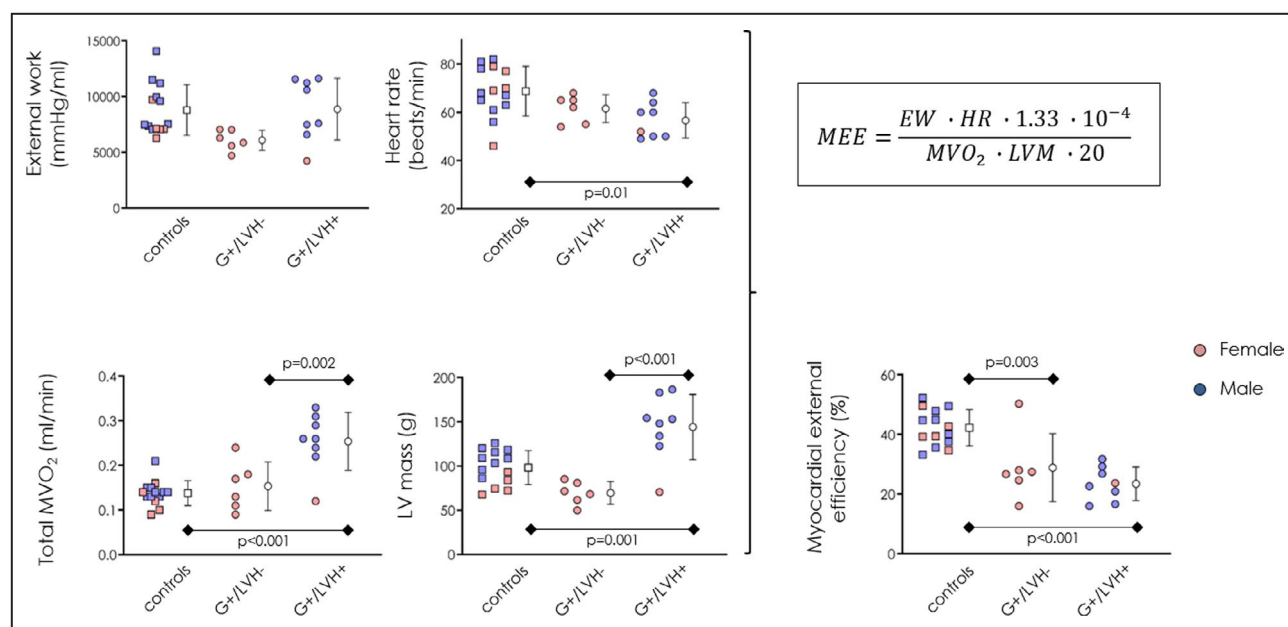 External work
(mmHg/ml)
15000
10000
5000
0
controls
G+/LVH-
G+/LVH+
Heart rate
(beats/min)
80
60
40
20
p=0.01
controls
G+/LVH-
G+/LVH+
MEE = EW · HR · 1.33 · 10⁻⁴
MVO₂ · LVM · 20
Total MVO₂ (ml/min)
0.4
0.3
0.2
0.1
0.0
p=0.002
p<0.001
controls
G+/LVH-
G+/LVH+
LV mass (g)
200
150
100
50
0
p<0.001
p=0.001
controls
G+/LVH-
G+/LVH+
Myocardial external
efficiency (%)
60
40
20
0
p=0.003
p<0.001
controls
G+/LVH-
G+/LVH+
Female
Male